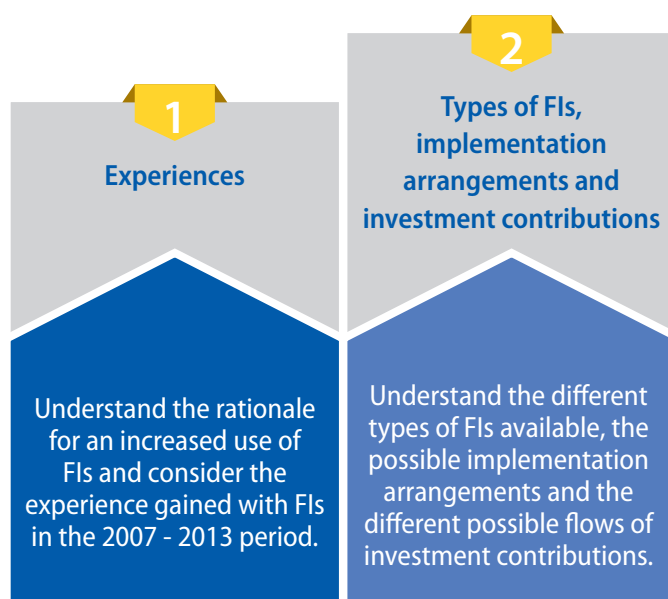 1
Experiences
Understand the rationale
for an increased use of
FIs and consider the
experience gained with FIs
in the 2007 - 2013 period.
2
Types of FIs,
implementation
arrangements and
investment contributions
Understand the different
types of FIs available, the
possible implementation
arrangements and the
different possible flows of
investment contributions.